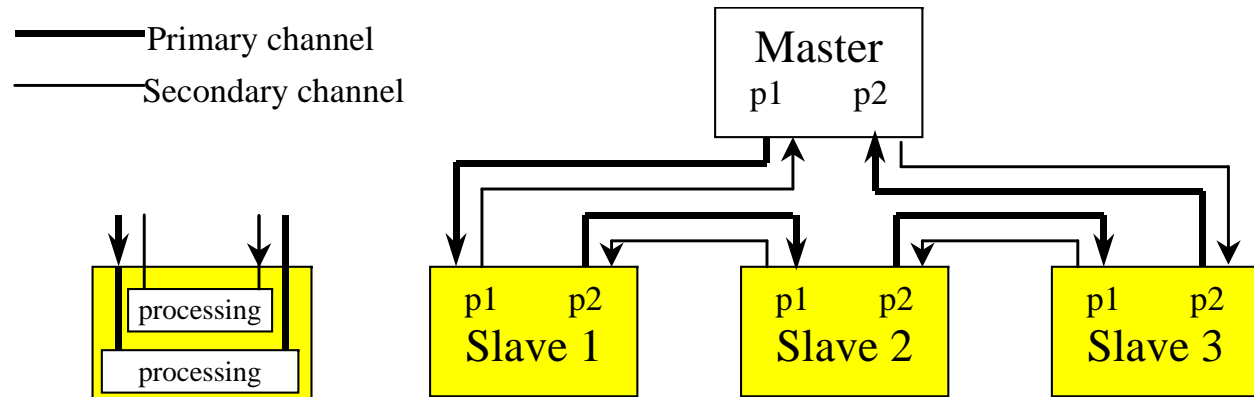 Primary channel
Secondary channel
Master
p1 p2
processing
processing
p1 p2
Slave 1
p1 p2
Slave 2
p1 p2
Slave 3